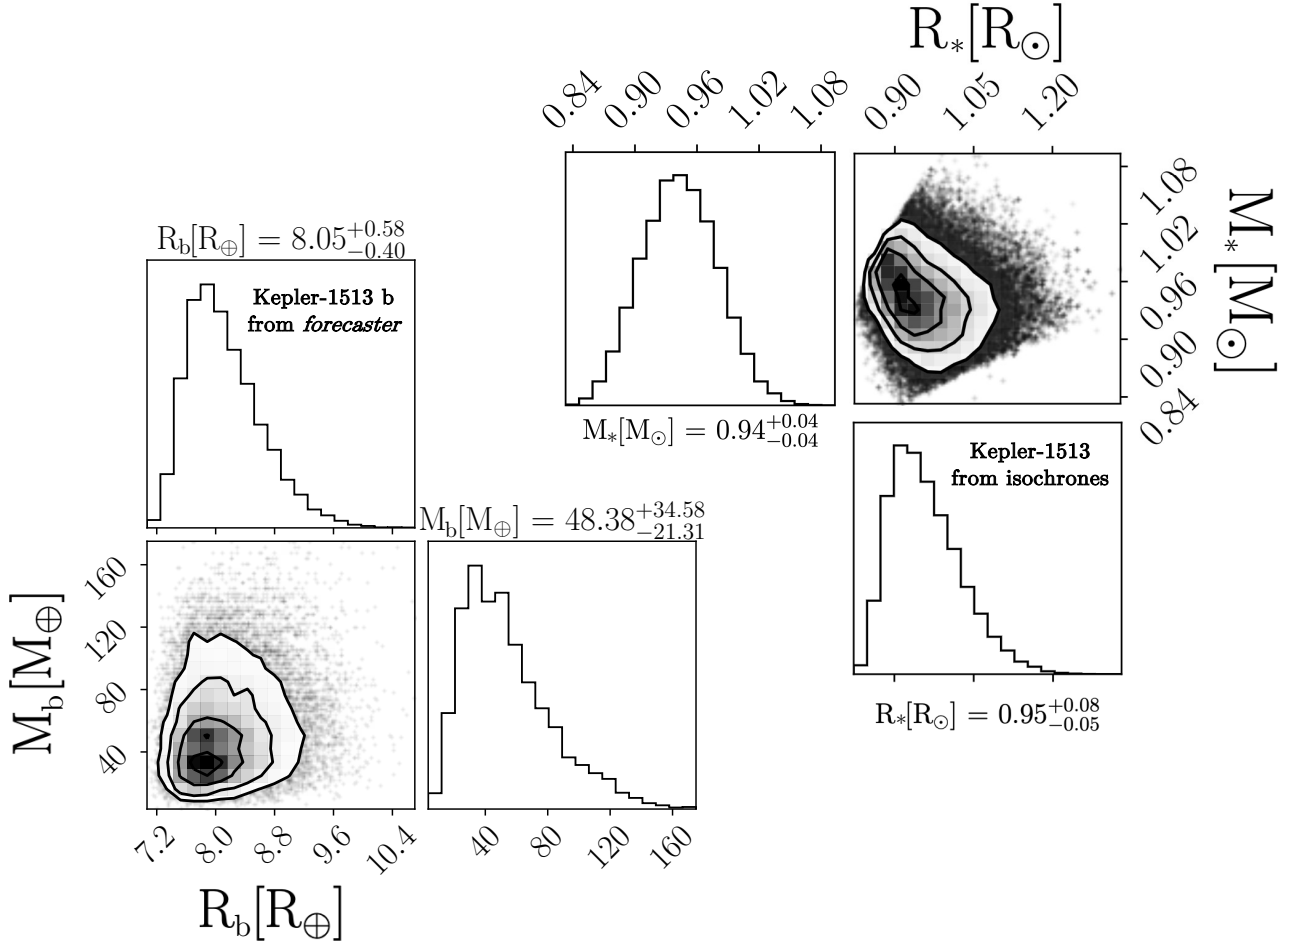 R*[R⊙]
0.84 0.90 0.96 1.02 1.08
0.90 1.05 1.20
1.08
1.02
0.96
0.90
0.84
M*[M⊙]
R_b[R⊕] = 8.05^{+0.58}_{−0.40}
Kepler-1513 b
from forecaster
M*[M⊙] = 0.94^{+0.04}_{−0.04}
Kepler-1513
from isochrones
M_b[M⊕] = 48.38^{+34.58}_{−21.31}
R*[R⊙] = 0.95^{+0.08}_{−0.05}
M_b[M⊕]
160
120
80
40
7.2 8.0 8.8 9.6 10.4
40 80 120 160
R_b[R⊕]